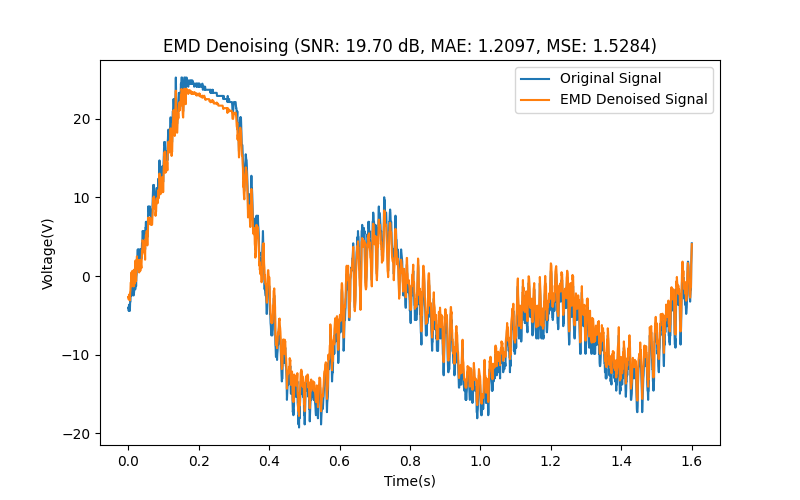 EMD Denoising (SNR: 19.70 dB, MAE: 1.2097, MSE: 1.5284)
Original Signal
EMD Denoised Signal
Voltage(V)
20
10
0
−10
−20
0.0 0.2 0.4 0.6 0.8 1.0 1.2 1.4 1.6
Time(s)